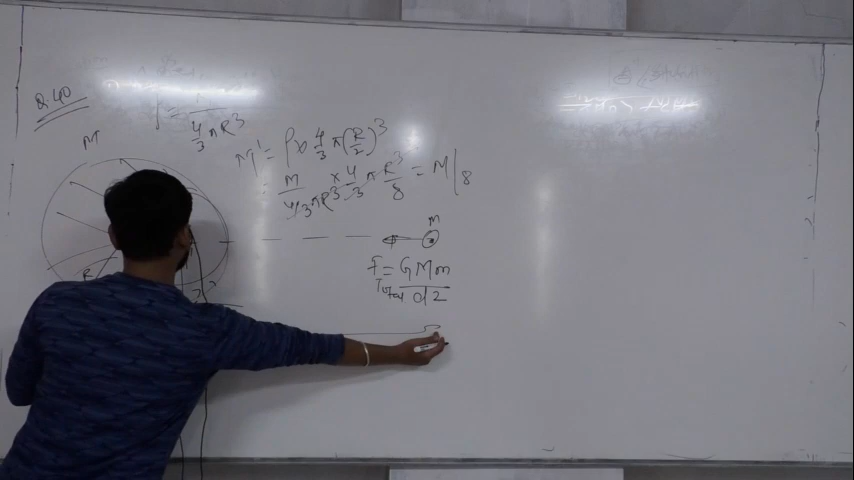 Q.40
4/3 πR³
M
M' = ρ × 4/3 π (R/2)³
= M / 4/3 πR³ × 4/3 π R³/8 = M/8
m
F Total = GMm / d²
R